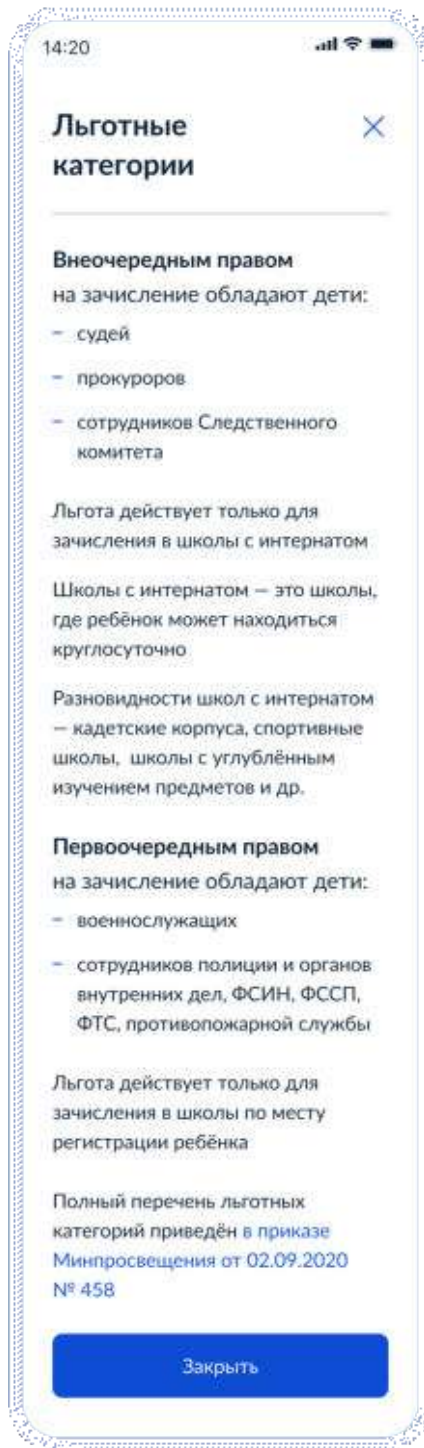 14:20
Льготные
категории
Внеочередным правом
на зачисление обладают дети:
– судей
– прокуроров
– сотрудников Следственного
комитета
Льгота действует только для
зачисления в школы с интернатом
Школы с интернатом — это школы,
где ребёнок может находиться
круглосуточно
Разновидности школ с интернатом
— кадетские корпуса, спортивные
школы, школы с углублённым
изучением предметов и др.
Первоочередным правом
на зачисление обладают дети:
– военнослужащих
– сотрудников полиции и органов
внутренних дел, ФСИН, ФССП,
ФТС, противопожарной службы
Льгота действует только для
зачисления в школы по месту
регистрации ребёнка
Полный перечень льготных
категорий приведён в приказе
Минпросвещения от 02.09.2020
№ 458
Закрыть